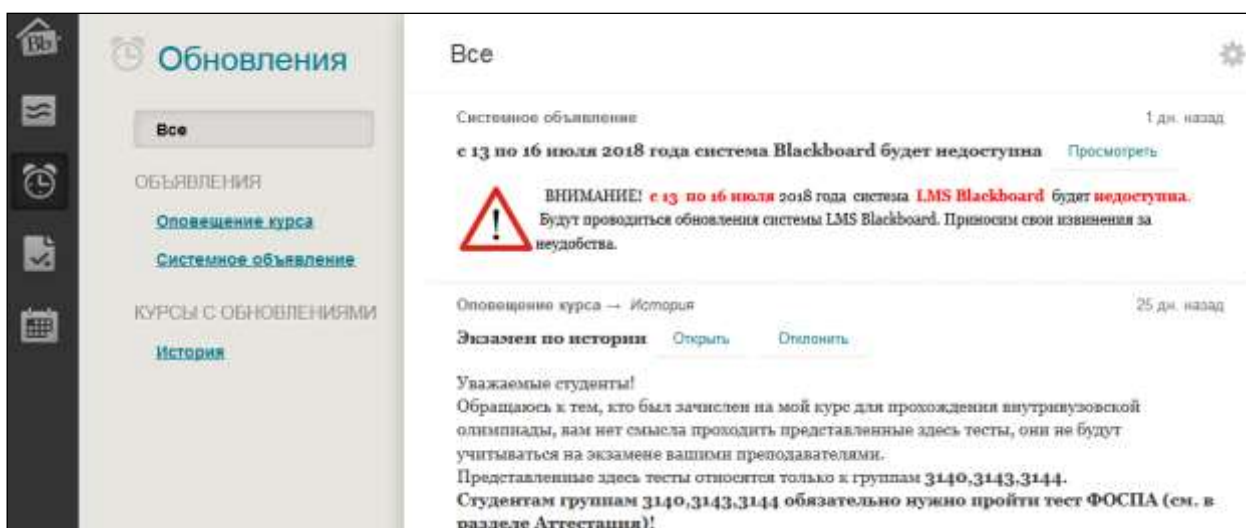 Bb
Обновления
Все
ОБЪЯВЛЕНИЯ
Оповещение курса
Системное объявление
КУРСЫ С ОБНОВЛЕНИЯМИ
История
Все
Системное объявление 1 дн. назад
с 13 по 16 июля 2018 года система Blackboard будет недоступна Просмотреть
ВНИМАНИЕ! с 13 по 16 июля 2018 года система LMS Blackboard будет недоступна.
Будут проводиться обновления системы LMS Blackboard. Приносим свои извинения за
неудобства.
Оповещение курса → История 25 дн. назад
Экзамен по истории Открыть Отклонить
Уважаемые студенты!
Обращаюсь к тем, кто был зачислен на мой курс для прохождения внутривузовской
олимпиады, вам нет смысла проходить представленные здесь тесты, они не будут
учитываться на экзамене вашими преподавателями.
Представленные здесь тесты относятся только к группам 3140,3143,3144.
Студентам группам 3140,3143,3144 обязательно нужно пройти тест ФОСПА (см. в
разделе Аттестация)!